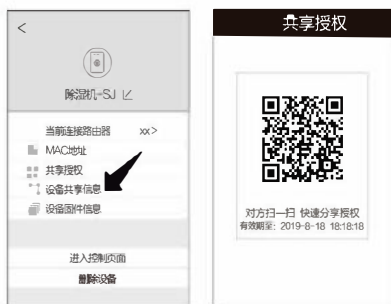 <
除湿机-SJ
当前连接路由器 xx>
MAC地址
共享授权
设备共享信息
设备固件信息
进入控制页面
删除设备
共享授权
对方扫一扫 快速分享授权
有效期至：2019-8-18 18:18:18